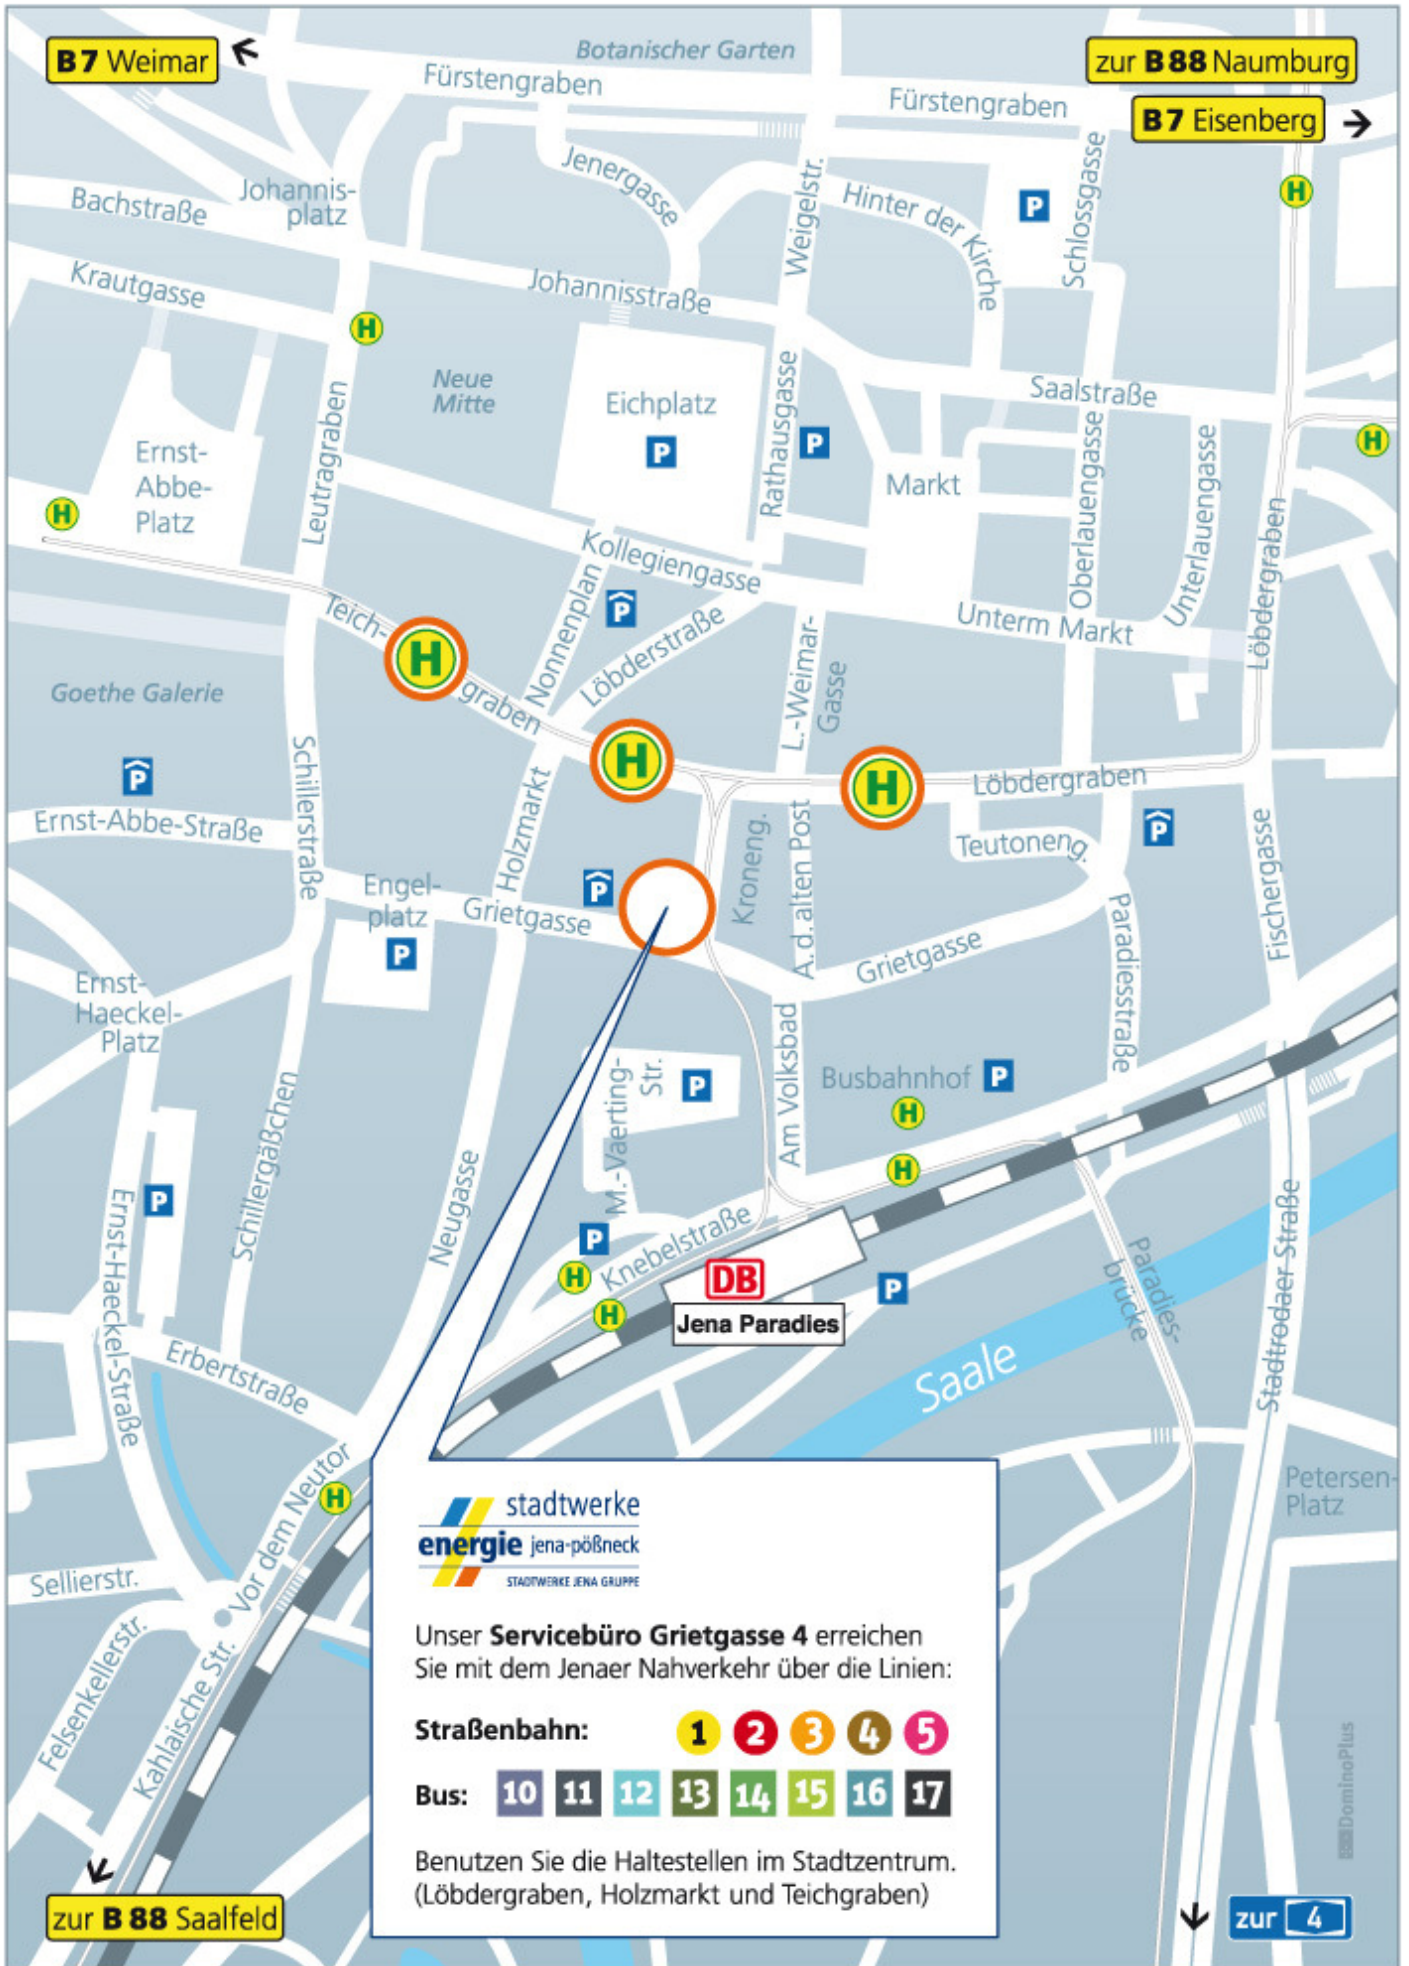 B7 Weimar
Botanischer Garten
zur B 88 Naumburg
B7 Eisenberg
Fürstengraben
Fürstengraben
Jenergasse
Weigelstr.
Hinter der Kirche
P
Schlossgasse
H
Johannis-
platz
Bachstraße
Krautgasse
H
Johannisstraße
Neue
Mitte
Eichplatz
P
Rathausgasse
P
Markt
Saalstraße
H
Leutragraben
Ernst-
Abbe-
Platz
H
Kollegiengasse
Oberlauengasse
Unterlauengasse
Löbdergraben
Unterm Markt
Teich-
H
graben
Nonnenplan
P
Löbderstraße
L.-Weimar-
Gasse
Goethe Galerie
P
H
H
Löbdergraben
Ernst-Abbe-Straße
Schillerstraße
Holzmarkt
Kroneng.
A. d. alten Post
Teutoneng.
P
Fischergasse
Engel-
platz
P
Grietgasse
P
Grietgasse
Paradiesstraße
Ernst-
Haeckel-
Platz
M.-Vaerting-
Str.
P
Am Volksbad
Busbahnhof
P
H
H
Schillergäßchen
P
Ernst-Haeckel-Straße
Neugasse
P
H
Knebelstraße
H
DB
Jena Paradies
P
Saale
Paradies-
brücke
Stadtrodaer Straße
Erbertstraße
Vor dem Neutor
H
Petersen-
Platz
Sellierstr.
Felsenkellerstr.
Kahlaische Str.
stadtwerke
energie jena-pößneck
STADTWERKE JENA GRUPPE
Unser Servicebüro Grietgasse 4 erreichen
Sie mit dem Jenaer Nahverkehr über die Linien:
Straßenbahn: 1 2 3 4 5
Bus: 10 11 12 13 14 15 16 17
Benutzen Sie die Haltestellen im Stadtzentrum.
(Löbdergraben, Holzmarkt und Teichgraben)
DominoPlus
zur B 88 Saalfeld
zur 4